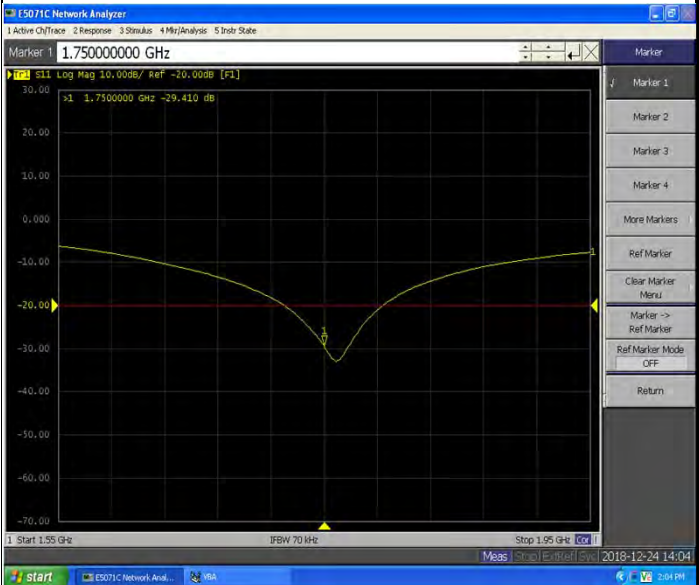 E5071C Network Analyzer
1 Active Ch/Trace 2 Response 3 Stimulus 4 Mkr/Analysis 5 Instr State
Marker 1 1.750000000 GHz
Marker
Tr1 S11 Log Mag 10.00dB/ Ref -20.00dB [F1]
30.00
>1 1.7500000 GHz -29.410 dB
√ Marker 1
Marker 2
20.00
Marker 3
10.00
Marker 4
0.000
More Markers
1
-10.00
Ref Marker
Clear Marker
Menu
-20.00
Marker ->
Ref Marker
1
-30.00
Ref Marker Mode
OFF
-40.00
Return
-50.00
-60.00
-70.00
1 Start 1.55 GHz IFBW 70 kHz Stop 1.95 GHz Cor !
Meas Stop ExtRef Svc 2018-12-24 14:04
start E5071C Network Anal... VBA 2:04 PM